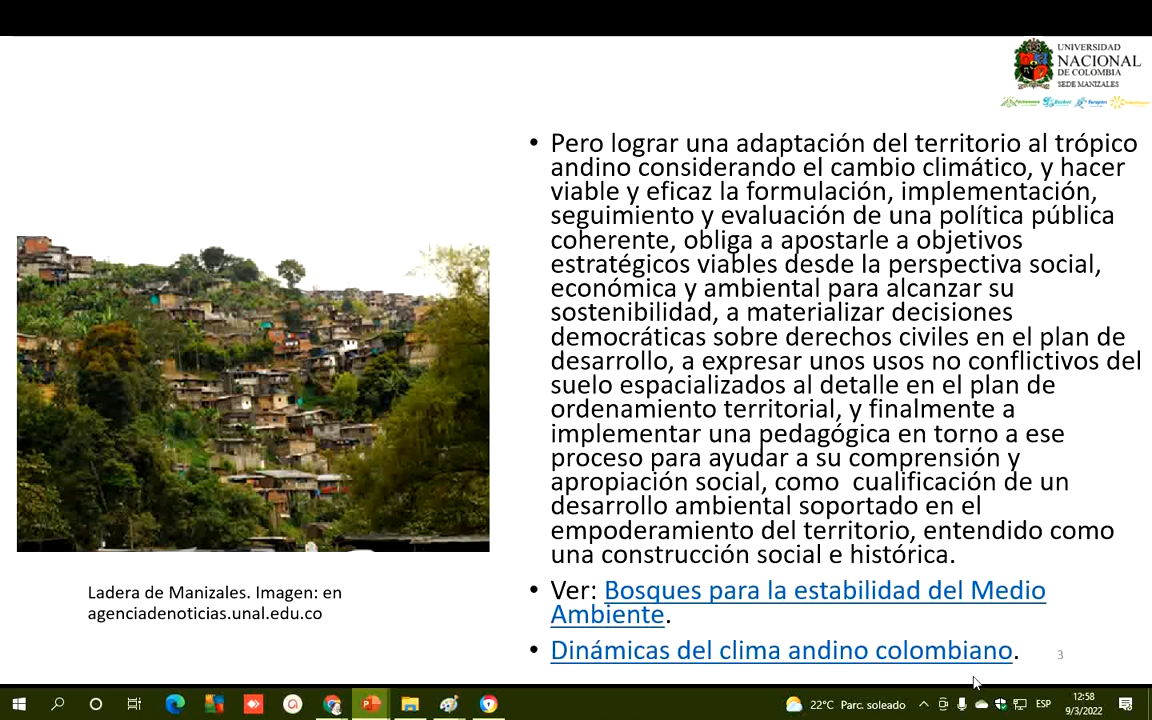 UNIVERSIDAD
NACIONAL
DE COLOMBIA
SEDE MANIZALES
• Pero lograr una adaptación del territorio al trópico
andino considerando el cambio climático, y hacer
viable y eficaz la formulación, implementación,
seguimiento y evaluación de una política pública
coherente, obliga a apostarle a objetivos
estratégicos viables desde la perspectiva social,
económica y ambiental para alcanzar su
sostenibilidad, a materializar decisiones
democráticas sobre derechos civiles en el plan de
desarrollo, a expresar unos usos no conflictivos del
suelo espacializados al detalle en el plan de
ordenamiento territorial, y finalmente a
implementar una pedagógica en torno a ese
proceso para ayudar a su comprensión y
apropiación social, como  cualificación de un
desarrollo ambiental soportado en el
empoderamiento del territorio, entendido como
una construcción social e histórica.
• Ver: Bosques para la estabilidad del Medio
Ambiente.
• Dinámicas del clima andino colombiano.
3
Ladera de Manizales. Imagen: en
agenciadenoticias.unal.edu.co
22°C Parc. soleado
ESP
12:58
9/3/2022